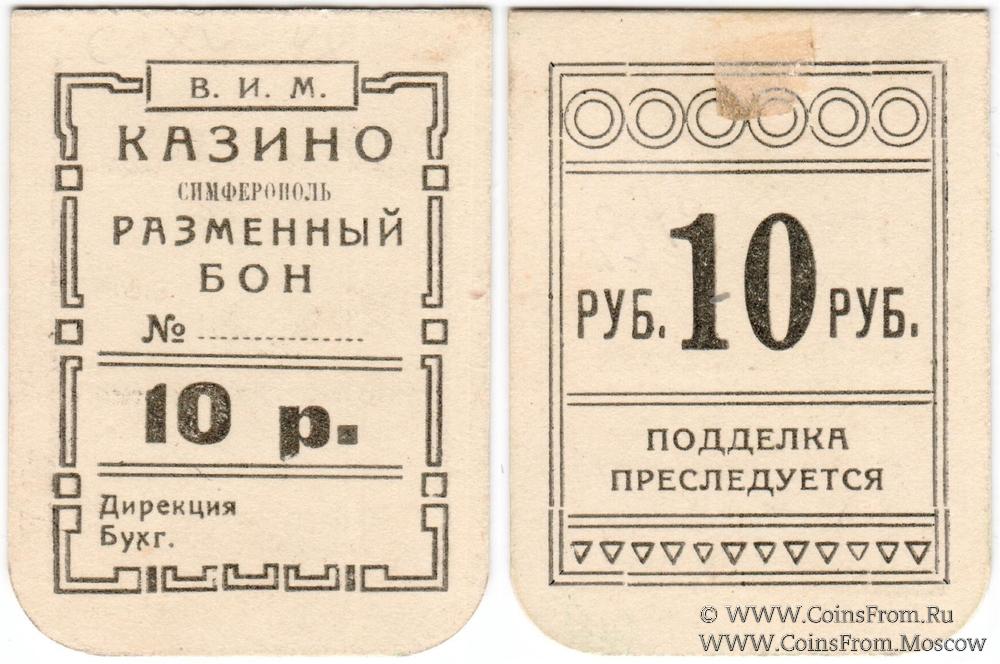 В. И. М.
КАЗИНО
СИМФЕРОПОЛЬ
РАЗМЕННЫЙ
БОН
№ ....................
10 р.
Дирекция
Бухг.
РУБ. 10 РУБ.
ПОДДЕЛКА
ПРЕСЛЕДУЕТСЯ
© WWW.CoinsFrom.Ru
WWW.CoinsFrom.Moscow